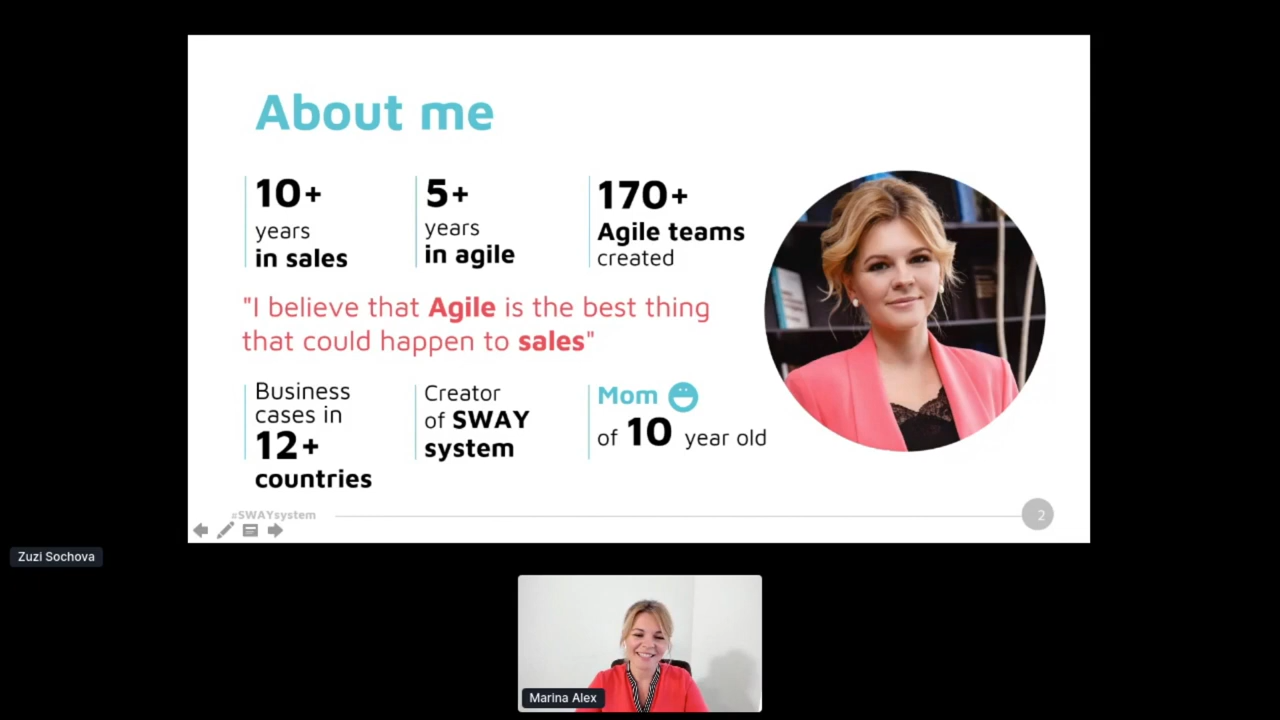 About me
10+
years
in sales
5+
years
in agile
170+
Agile teams
created
"I believe that Agile is the best thing
that could happen to sales"
Business
cases in
12+
countries
Creator
of SWAY
system
Mom
of 10 year old
#SWAYsystem
2
Zuzi Sochova
Marina Alex